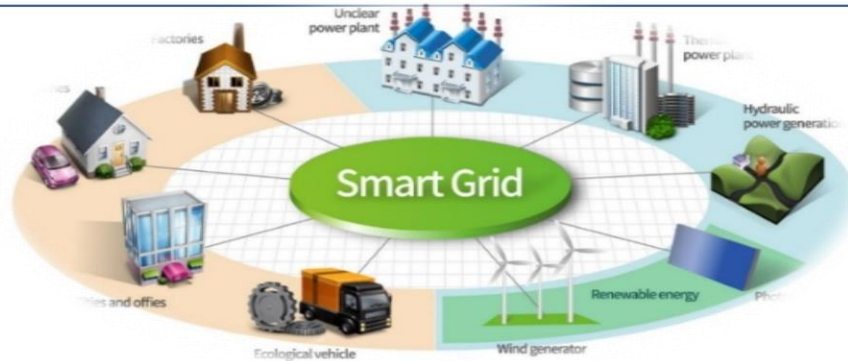 Unclear
power plant
Factories
power plant
Hydraulic
power generation
Smart Grid
and offies
Renewable energy
Ecological vehicle
Wind generator